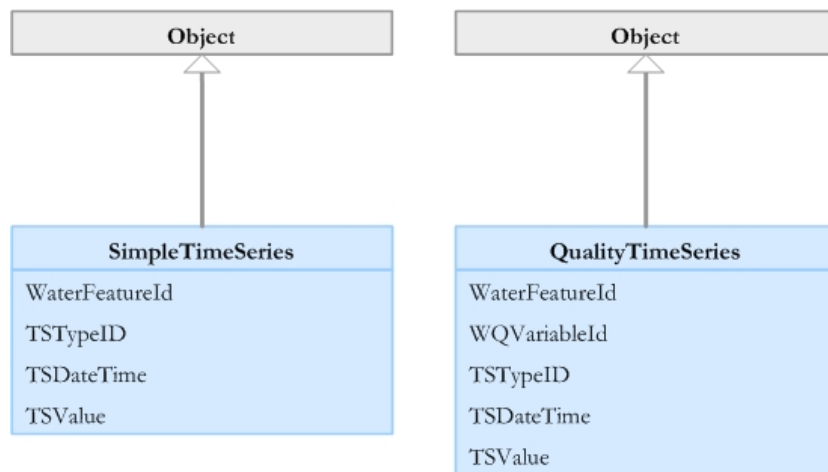 Object
SimpleTimeSeries
WaterFeatureId
TSTypeID
TSDateTime
TSValue
Object
QualityTimeSeries
WaterFeatureId
WQVariableId
TSTypeID
TSDateTime
TSValue